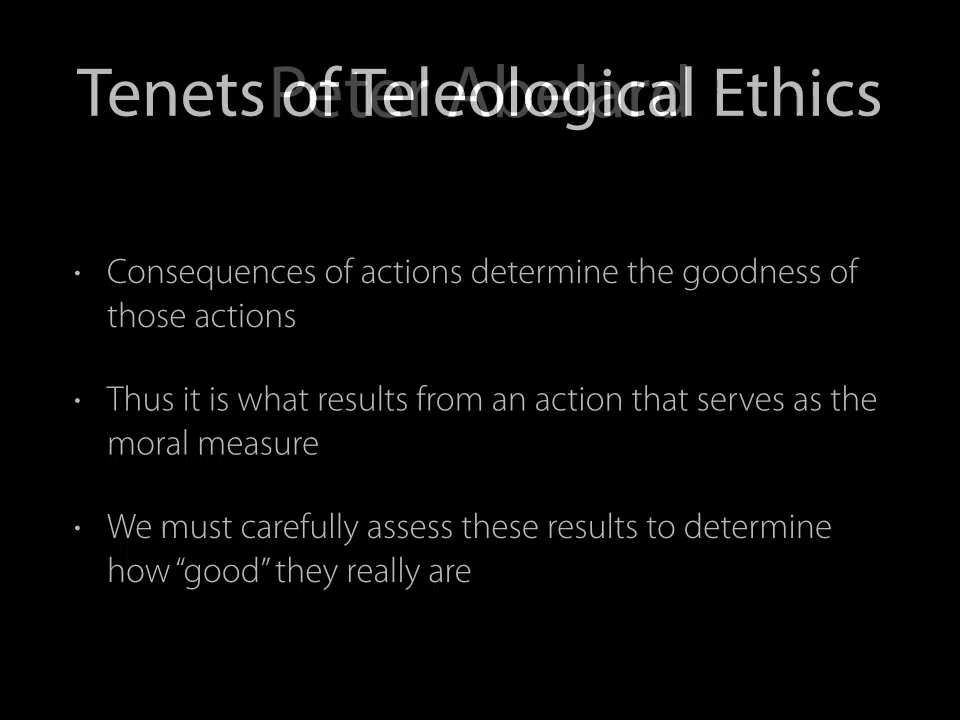 Tenets of Teleological Ethics
Peter Abelard
• Consequences of actions determine the goodness of
those actions
• Thus it is what results from an action that serves as the
moral measure
• We must carefully assess these results to determine
how “good” they really are